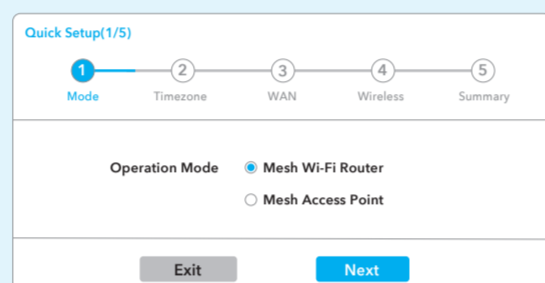 Quick Setup(1/5)
1 2 3 4 5
Mode Timezone WAN Wireless Summary
Operation Mode Mesh Wi-Fi Router
Mesh Access Point
Exit Next